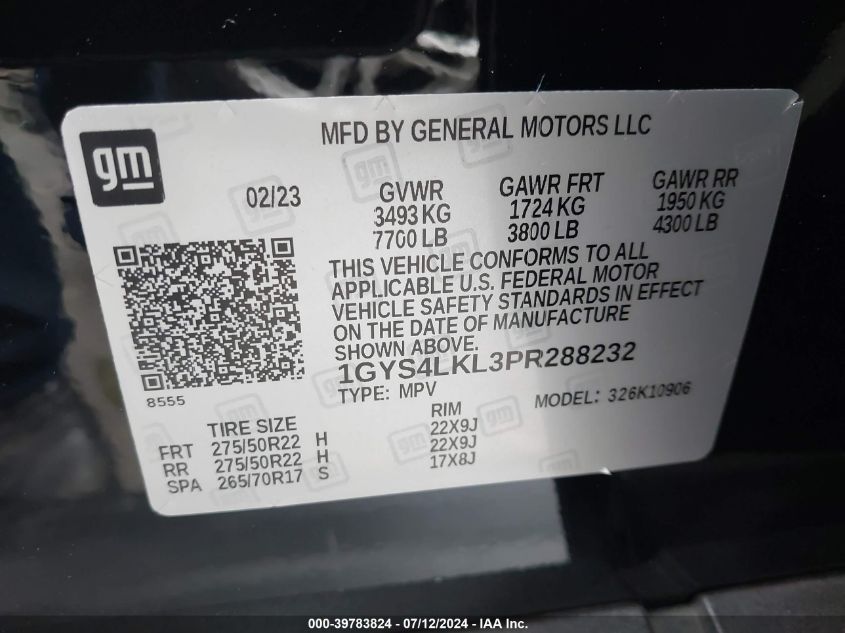 MFD BY GENERAL MOTORS LLC
gm
02/23
GVWR GAWR FRT GAWR RR
3493 KG 1724 KG 1950 KG
7700 LB 3800 LB 4300 LB
THIS VEHICLE CONFORMS TO ALL
APPLICABLE U.S. FEDERAL MOTOR
VEHICLE SAFETY STANDARDS IN EFFECT
ON THE DATE OF MANUFACTURE
SHOWN ABOVE.
1GYS4LKL3PR288232
8555
TYPE: MPV MODEL: 326K10906
TIRE SIZE RIM
FRT 275/50R22 H 22X9J
RR 275/50R22 H 22X9J
SPA 265/70R17 S 17X8J
000-39783824 / 07/12/2024 - IAA Inc.